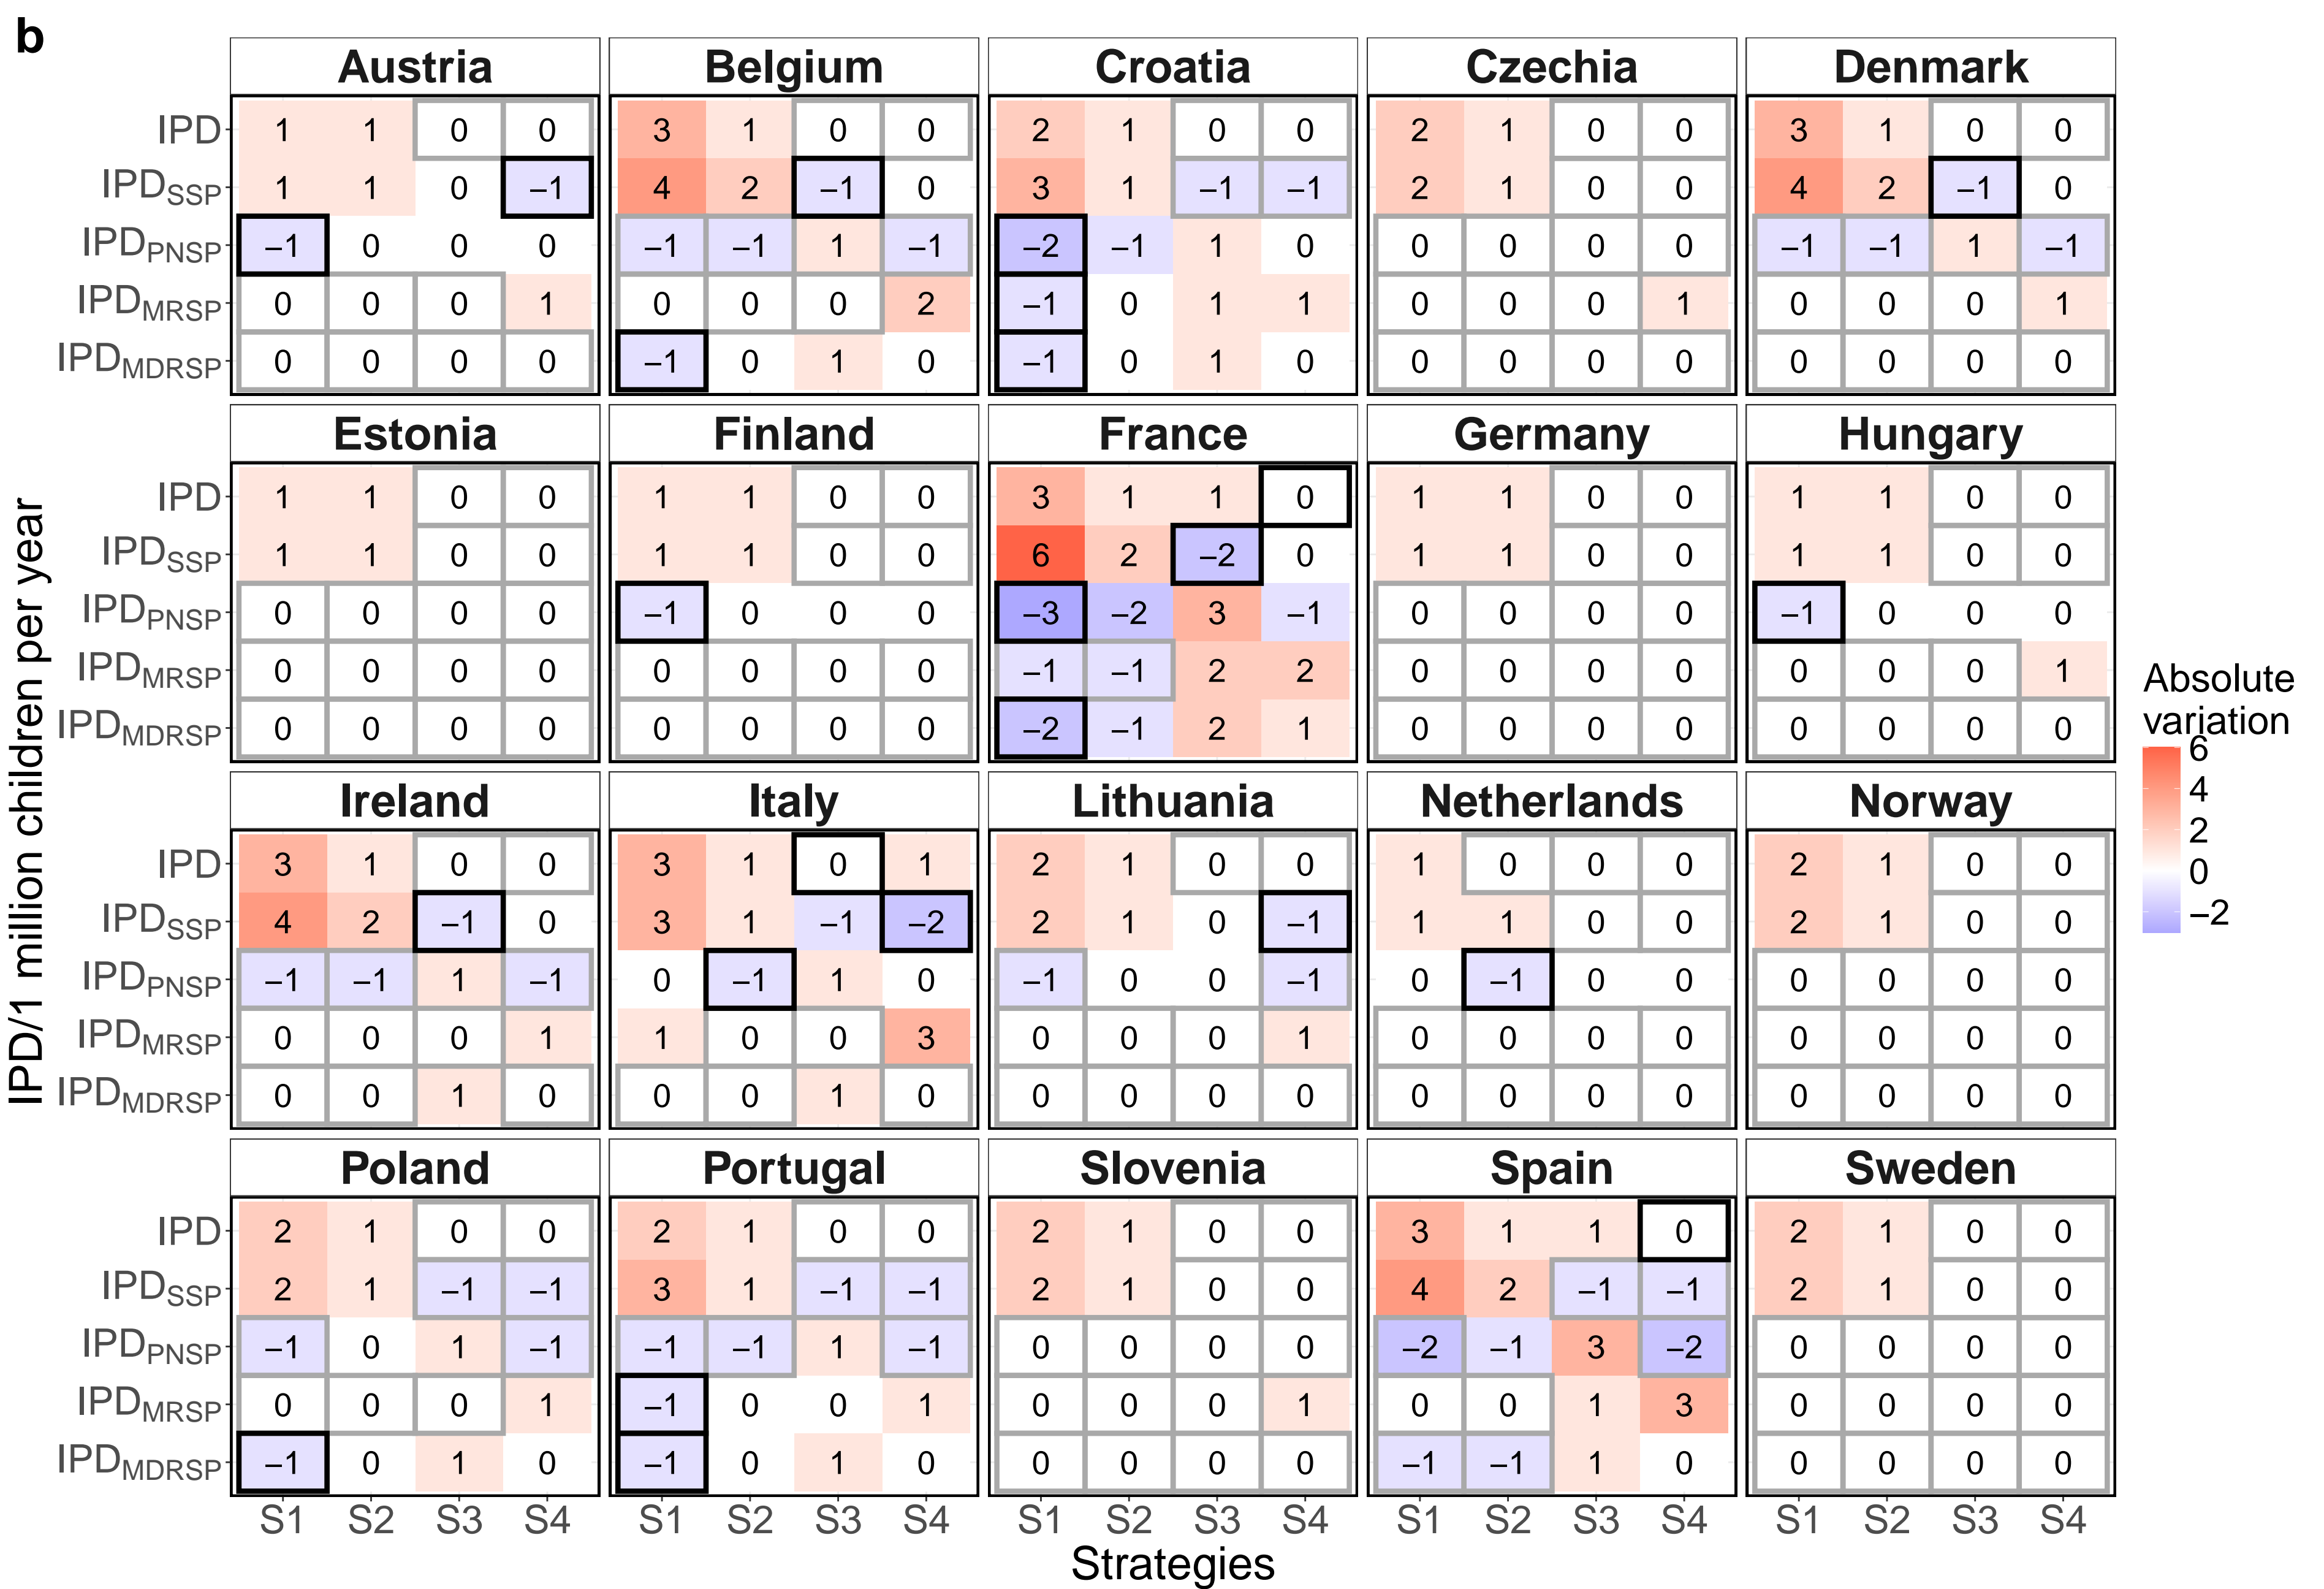 b
Austria Belgium Croatia Czechia Denmark
IPD 1 1 0 0 3 1 0 0 2 1 0 0 2 1 0 0 3 1 0 0
IPDSSP 1 1 0 −1 4 2 −1 0 3 1 −1 −1 2 1 0 0 4 2 −1 0
IPDPNSP −1 0 0 0 −1 −1 1 −1 −2 −1 1 0 0 0 0 0 −1 −1 1 −1
IPDMRSP 0 0 0 1 0 0 0 2 −1 0 1 1 0 0 0 1 0 0 0 1
IPDMDRSP 0 0 0 0 −1 0 1 0 −1 0 1 0 0 0 0 0 0 0 0 0
Estonia Finland France Germany Hungary
IPD 1 1 0 0 1 1 0 0 3 1 1 0 1 1 0 0 1 1 0 0
IPDSSP 1 1 0 0 1 1 0 0 6 2 −2 0 1 1 0 0 1 1 0 0
IPDPNSP 0 0 0 0 −1 0 0 0 −3 −2 3 −1 0 0 0 0 −1 0 0 0
IPDMRSP 0 0 0 0 0 0 0 0 −1 −1 2 2 0 0 0 0 0 0 0 1
IPDMDRSP 0 0 0 0 0 0 0 0 −2 −1 2 1 0 0 0 0 0 0 0 0
Ireland Italy Lithuania Netherlands Norway
IPD 3 1 0 0 3 1 0 1 2 1 0 0 1 0 0 0 2 1 0 0
IPDSSP 4 2 −1 0 3 1 −1 −2 2 1 0 −1 1 1 0 0 2 1 0 0
IPDPNSP −1 −1 1 −1 0 −1 1 0 −1 0 0 −1 0 −1 0 0 0 0 0 0
IPDMRSP 0 0 0 1 1 0 0 3 0 0 0 1 0 0 0 0 0 0 0 0
IPDMDRSP 0 0 1 0 0 0 1 0 0 0 0 0 0 0 0 0 0 0 0 0
Poland Portugal Slovenia Spain Sweden
IPD 2 1 0 0 2 1 0 0 2 1 0 0 3 1 1 0 2 1 0 0
IPDSSP 2 1 −1 −1 3 1 −1 −1 2 1 0 0 4 2 −1 −1 2 1 0 0
IPDPNSP −1 0 1 −1 −1 −1 1 −1 0 0 0 0 −2 −1 3 −2 0 0 0 0
IPDMRSP 0 0 0 1 −1 0 0 1 0 0 0 1 0 0 1 3 0 0 0 0
IPDMDRSP −1 0 1 0 −1 0 1 0 0 0 0 0 −1 −1 1 0 0 0 0 0
S1 S2 S3 S4 S1 S2 S3 S4 S1 S2 S3 S4 S1 S2 S3 S4 S1 S2 S3 S4
Strategies
IPD/1 million children per year
Absolute
variation
6
4
2
0
−2